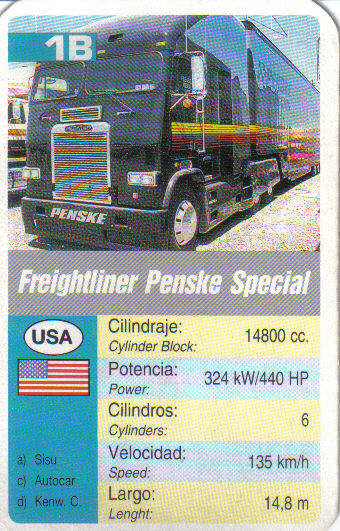 1B
PENSKE
Freightliner Penske Special
USA
Cilindraje:
Cylinder Block:
14800 cc.
Potencia:
Power:
324 kW/440 HP
Cilindros:
Cylinders:
6
a) Sisu
c) Autocar
d) Kenw. C.
Velocidad:
Speed:
135 km/h
Largo:
Lenght:
14,8 m